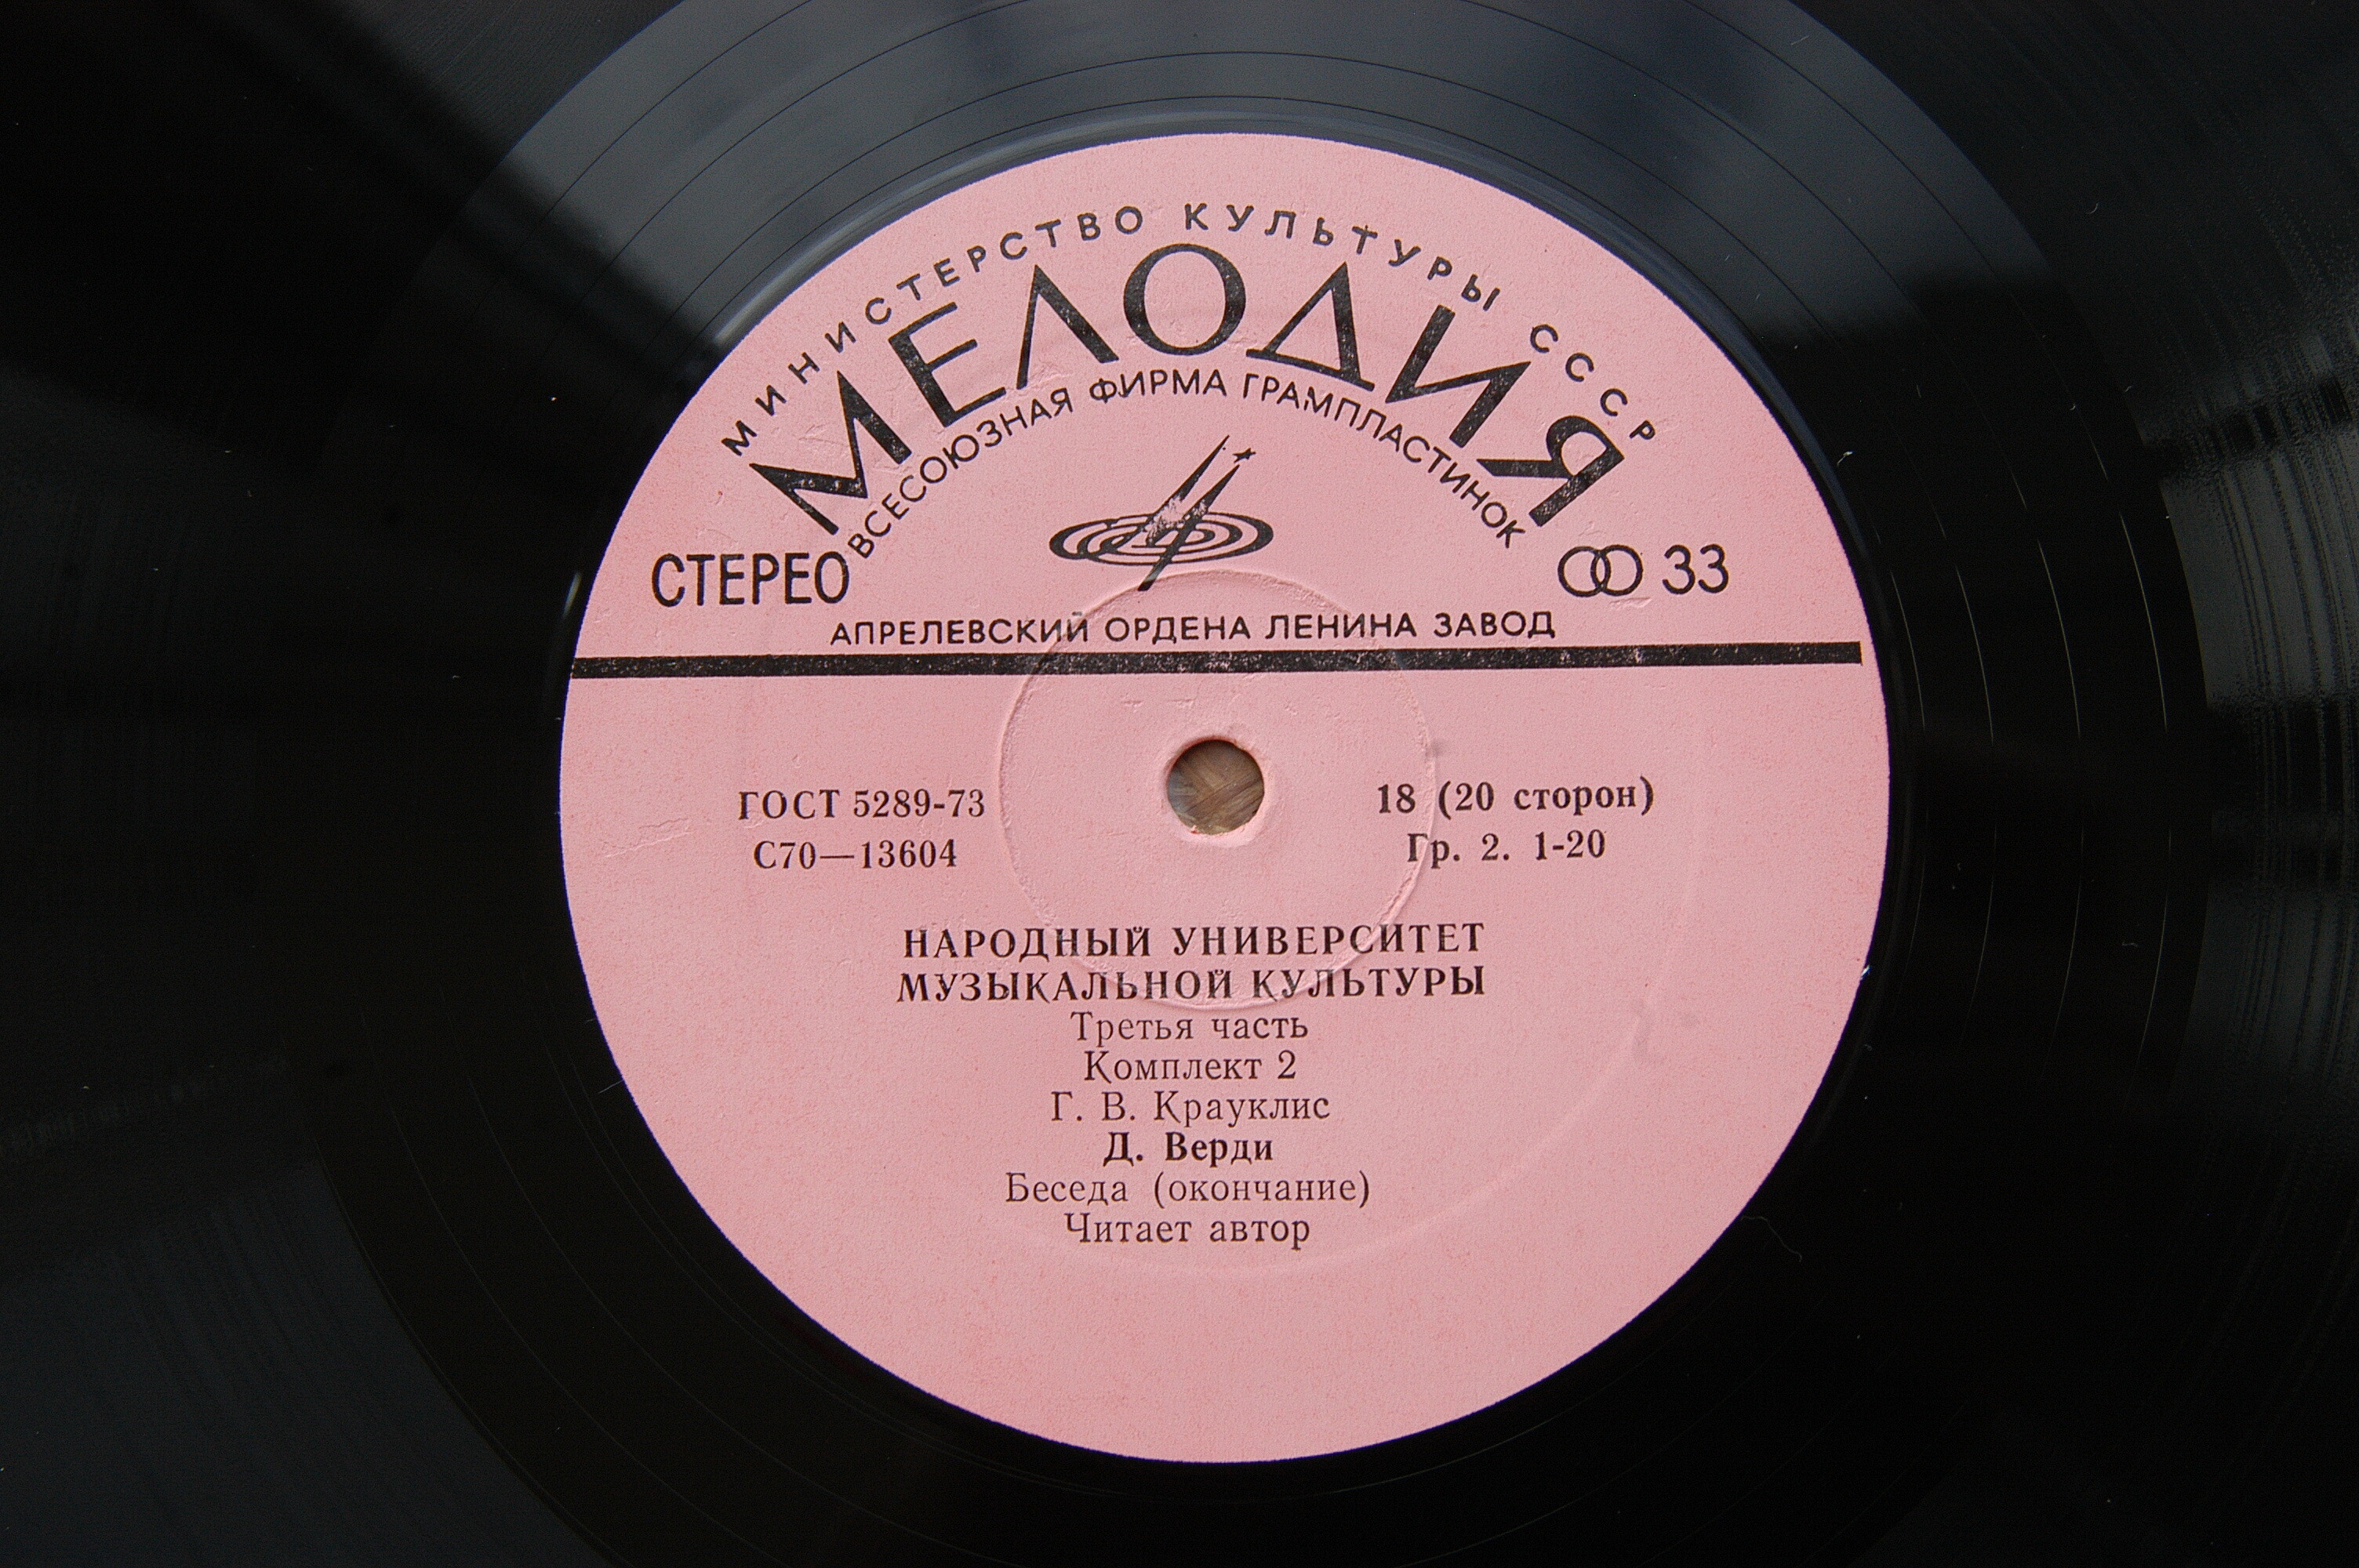 МИНИСТЕРСТВО КУЛЬТУРЫ СССР
МЕЛОДИЯ
ВСЕСОЮЗНАЯ ФИРМА ГРАМПЛАСТИНОК
СТЕРЕО
33
АПРЕЛЕВСКИЙ ОРДЕНА ЛЕНИНА ЗАВОД
ГОСТ 5289-73
С70—13604
18 (20 сторон)
Гр. 2. 1-20
НАРОДНЫЙ УНИВЕРСИТЕТ
МУЗЫКАЛЬНОЙ КУЛЬТУРЫ
Третья часть
Комплект 2
Г. В. Крауклис
Д. Верди
Беседа (окончание)
Читает автор